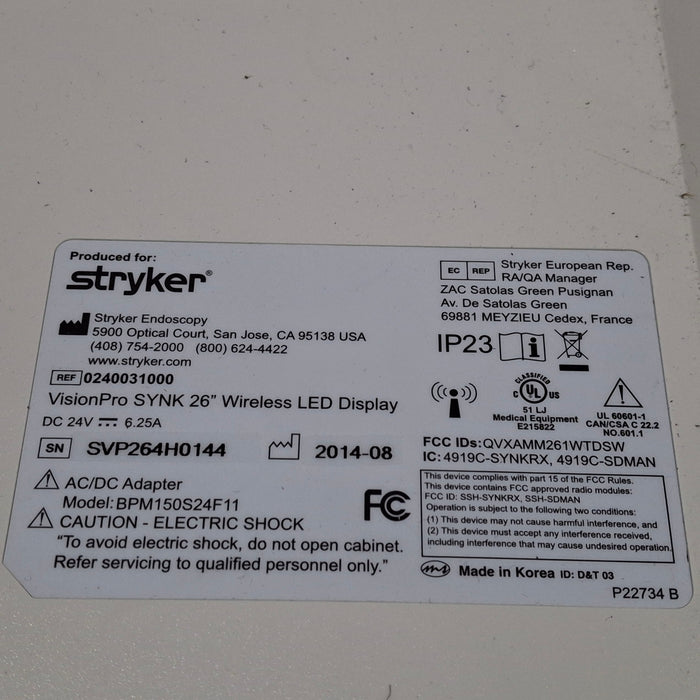 Produced for:
stryker®
Stryker Endoscopy
5900 Optical Court, San Jose, CA 95138 USA
(408) 754-2000 (800) 624-4422
www.stryker.com
REF 0240031000
VisionPro SYNK 26" Wireless LED Display
DC 24V 6.25A
SN SVP264H0144 2014-08
AC/DC Adapter
Model: BPM150S24F11
CAUTION - ELECTRIC SHOCK
"To avoid electric shock, do not open cabinet.
Refer servicing to qualified personnel only."
FC
EC REP Stryker European Rep.
RA/QA Manager
ZAC Satolas Green Pusignan
Av. De Satolas Green
69881 MEYZIEU Cedex, France
IP23
CLASSIFIED
C UL US
51 LJ
Medical Equipment
E215822
UL 60601-1
CAN/CSA C 22.2
NO.601.1
FCC IDs: QVXAMM261WTDSW
IC: 4919C-SYNKRX, 4919C-SDMAN
This device complies with part 15 of the FCC Rules.
This device contains FCC approved radio modules:
FCC ID: SSH-SYNKRX, SSH-SDMAN
Operation is subject to the following two conditions:
(1) This device may not cause harmful interference, and
(2) This device must accept any interference received,
including interference that may cause undesired operation.
Made in Korea ID: D&T 03
P22734 B